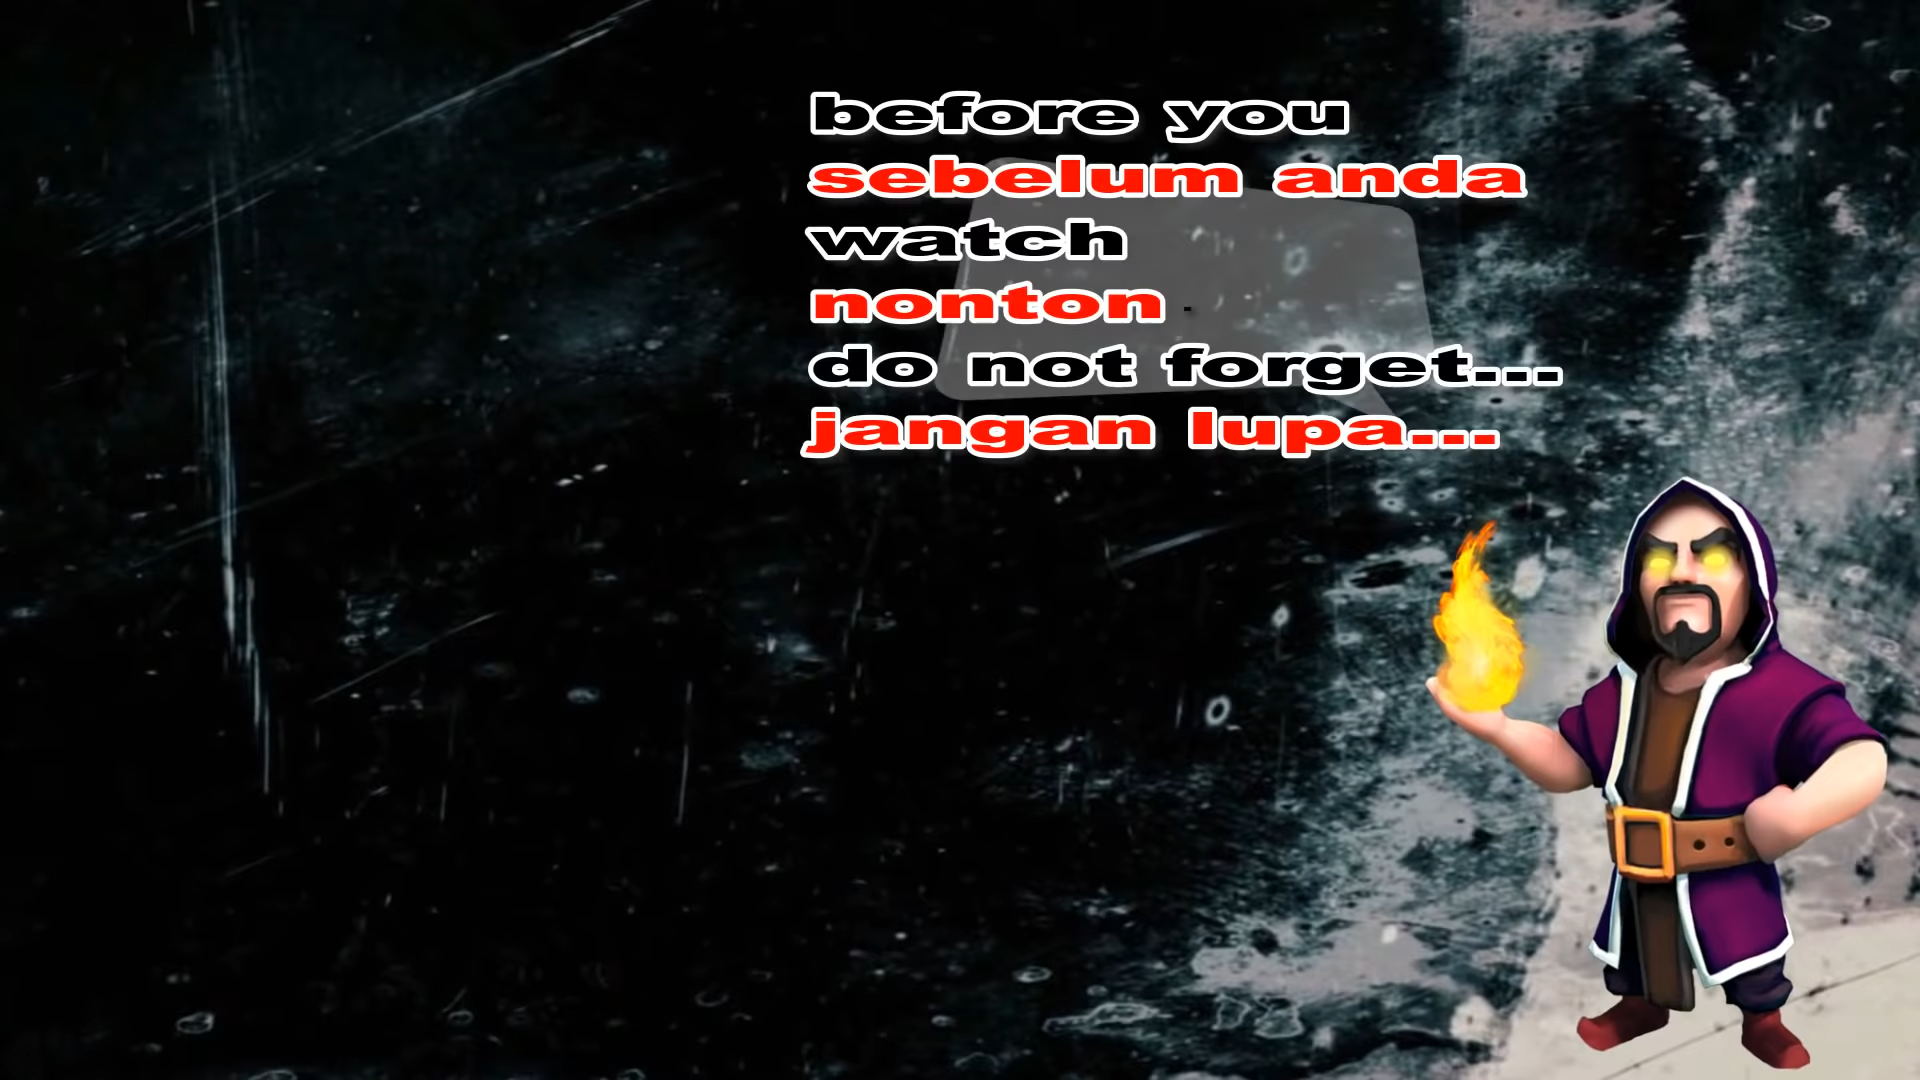 before you
sebelum anda
watch
nonton
do not forget...
jangan lupa...